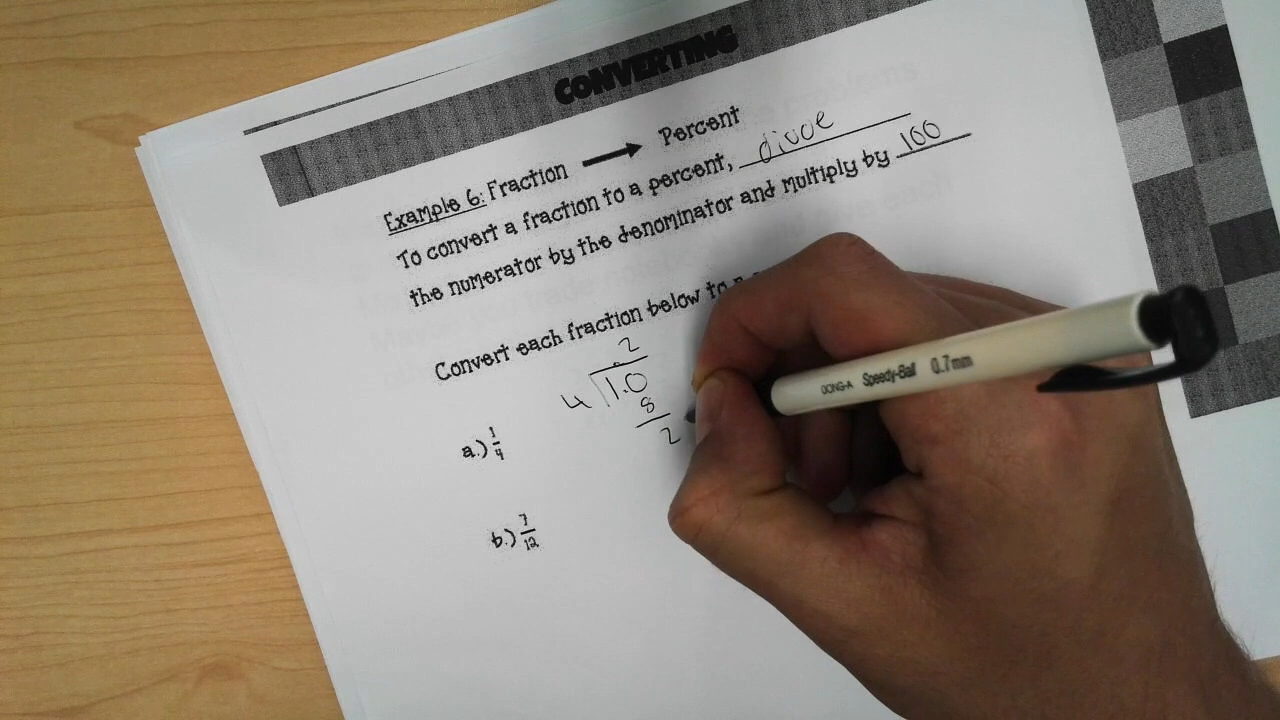 CONVERTING
Example 6: Fraction → Percent
To convert a fraction to a percent, divide
the numerator by the denominator and multiply by 100
Convert each fraction below to
.2
4 1.0
8
2
a.) 1/4
b.) 7/12
DONG-A Speedy-Ball 0.7mm